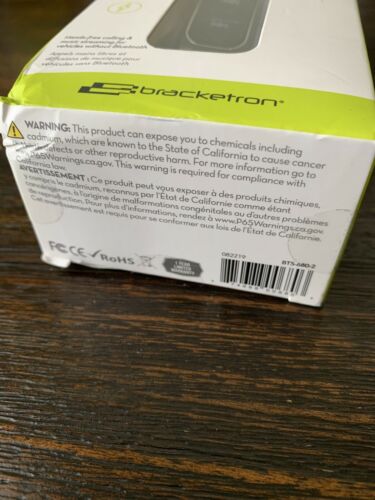 Hands-free calling &
music streaming for
vehicles without Bluetooth
Appels mains libres et
diffusions de musique pour
véhicules sans Bluetooth
bracketron®
WARNING: This product can expose you to chemicals including
cadmium, which are known to the State of California to cause cancer
birth defects or other reproductive harm. For more information go to
P65Warnings.ca.gov. This warning is required for compliance with
California law.
AVERTISSEMENT : Ce produit peut vous exposer à des produits chimiques,
y compris le cadmium, reconnus par l'État de Californie comme étant
cancérigènes, à l'origine de malformations congénitales ou d'autres problèmes
de reproduction. Pour plus d'informations, rendez à www.P65Warnings.ca.gov.
Cet avertissement est requis pour se conformer aux lois de l'État de Californie.
FC CE RoHS
1 YEAR
LIMITED
WARRANTY
082219
BT5-680-2